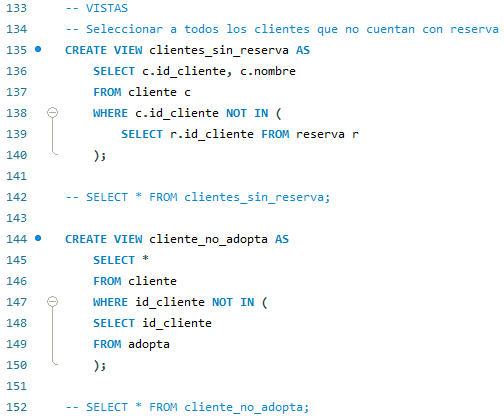 133 -- VISTAS
134 -- Seleccionar a todos los clientes que no cuentan con reserva
135 CREATE VIEW clientes_sin_reserva AS
136 SELECT c.id_cliente, c.nombre
137 FROM cliente c
138 WHERE c.id_cliente NOT IN (
139 SELECT r.id_cliente FROM reserva r
140 );
141
142 -- SELECT * FROM clientes_sin_reserva;
143
144 CREATE VIEW cliente_no_adopta AS
145 SELECT *
146 FROM cliente
147 WHERE id_cliente NOT IN (
148 SELECT id_cliente
149 FROM adopta
150 );
151
152 -- SELECT * FROM cliente_no_adopta;